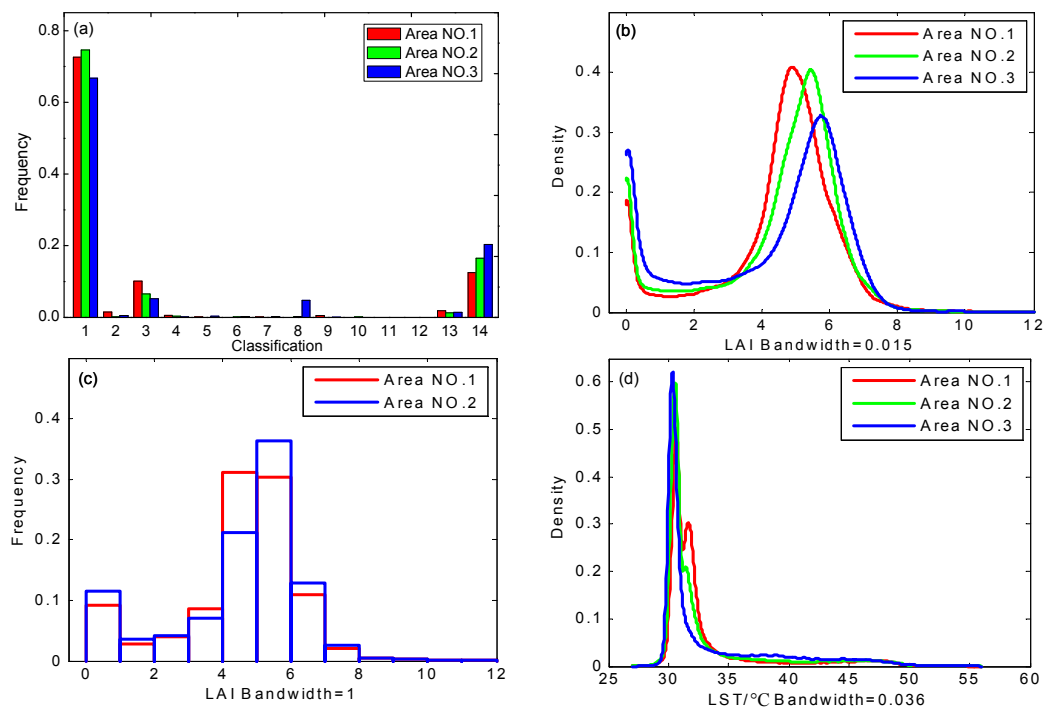 (a)
Area NO.1
Area NO.2
Area NO.3
Frequency
0.8
0.6
0.4
0.2
0.0
1 2 3 4 5 6 7 8 9 10 11 12 13 14
Classification
(b)
Area NO.1
Area NO.2
Area NO.3
Density
0.5
0.4
0.3
0.2
0.1
0
0 2 4 6 8 10 12
LAI Bandwidth=0.015
(c)
Area NO.1
Area NO.2
Frequency
0.4
0.3
0.2
0.1
0
0 2 4 6 8 10 12
LAI Bandwidth=1
(d)
Area NO.1
Area NO.2
Area NO.3
Density
0.6
0.5
0.4
0.3
0.2
0.1
0
25 30 35 40 45 50 55 60
LST/℃ Bandwidth=0.036